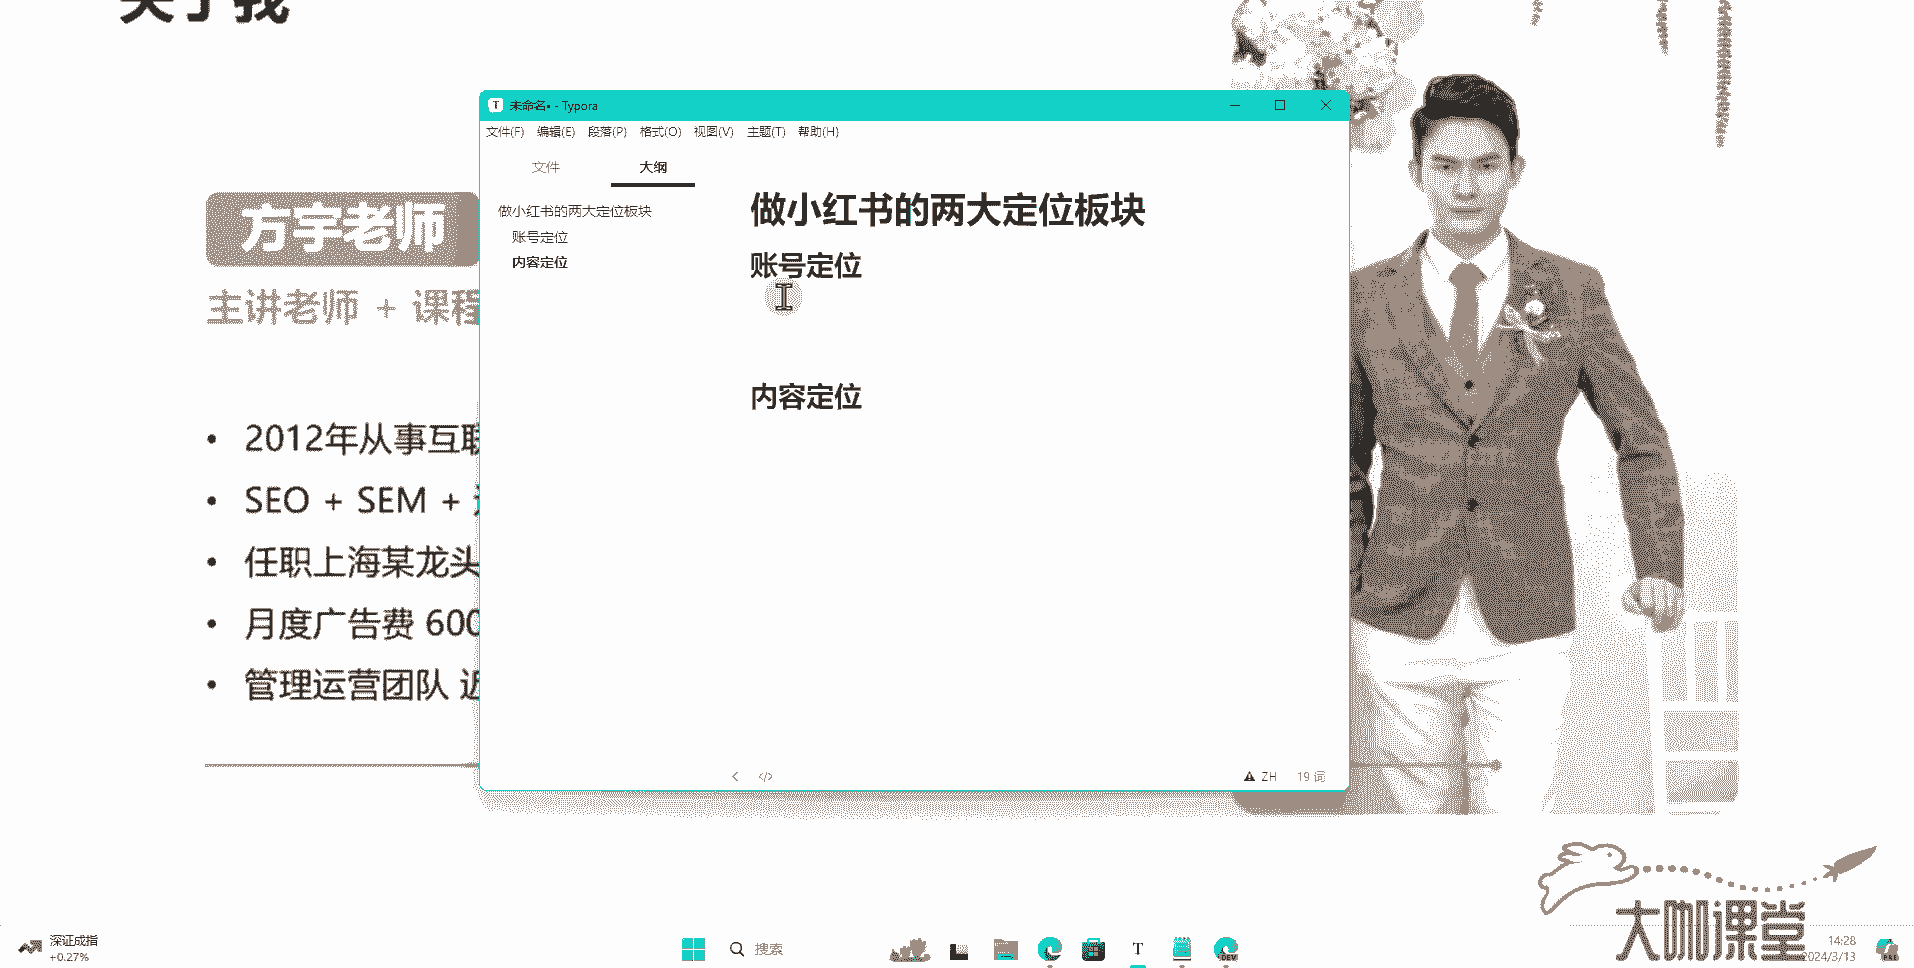 关于我
未命名• - Typora
文件(F) 编辑(E) 段落(P) 格式(O) 视图(V) 主题(T) 帮助(H)
文件 大纲
做小红书的两大定位板块
账号定位
内容定位
做小红书的两大定位板块
账号定位
内容定位
ZH 19 词
方宇老师
主讲老师 + 课程
2012年从事互联
SEO + SEM +
任职上海某龙头
月度广告费 600
管理运营团队 近
大咖课堂
深证成指
+0.27%
搜索
T
DEV
14:28
2024/3/13
PRE